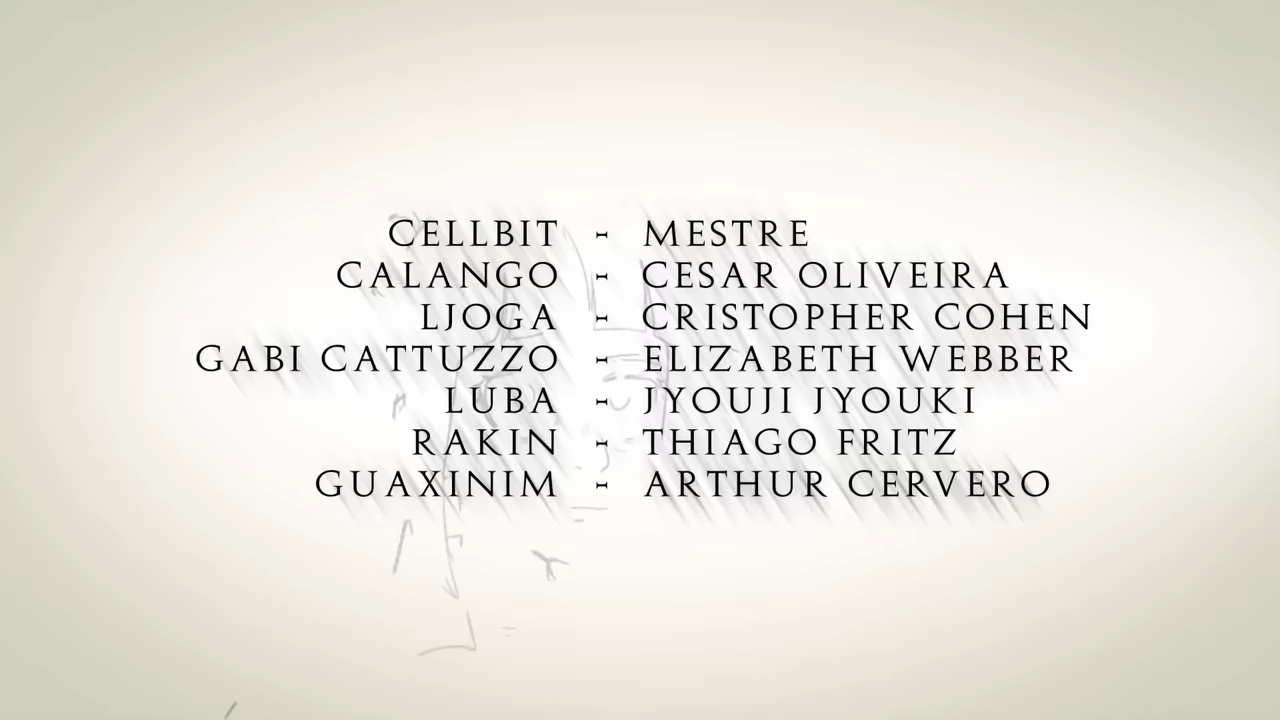 CELLBIT - MESTRE
CALANGO - CESAR OLIVEIRA
LJOGA - CRISTOPHER COHEN
GABI CATTUZZO - ELIZABETH WEBBER
LUBA - JYOUJI JYOUKI
RAKIN - THIAGO FRITZ
GUAXINIM - ARTHUR CERVERO